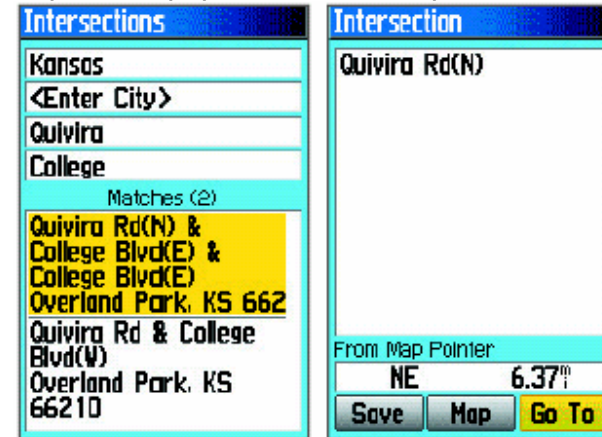 Intersections
Kansas
<Enter City>
Quivira
College
Matches (2)
Quivira Rd(N) &
College Blvd(E) &
College Blvd(E)
Overland Park, KS 662
Quivira Rd & College
Blvd(W)
Overland Park, KS
66210
Intersection
Quivira Rd(N)
From Map Pointer
NE 6.37mi
Save Map Go To